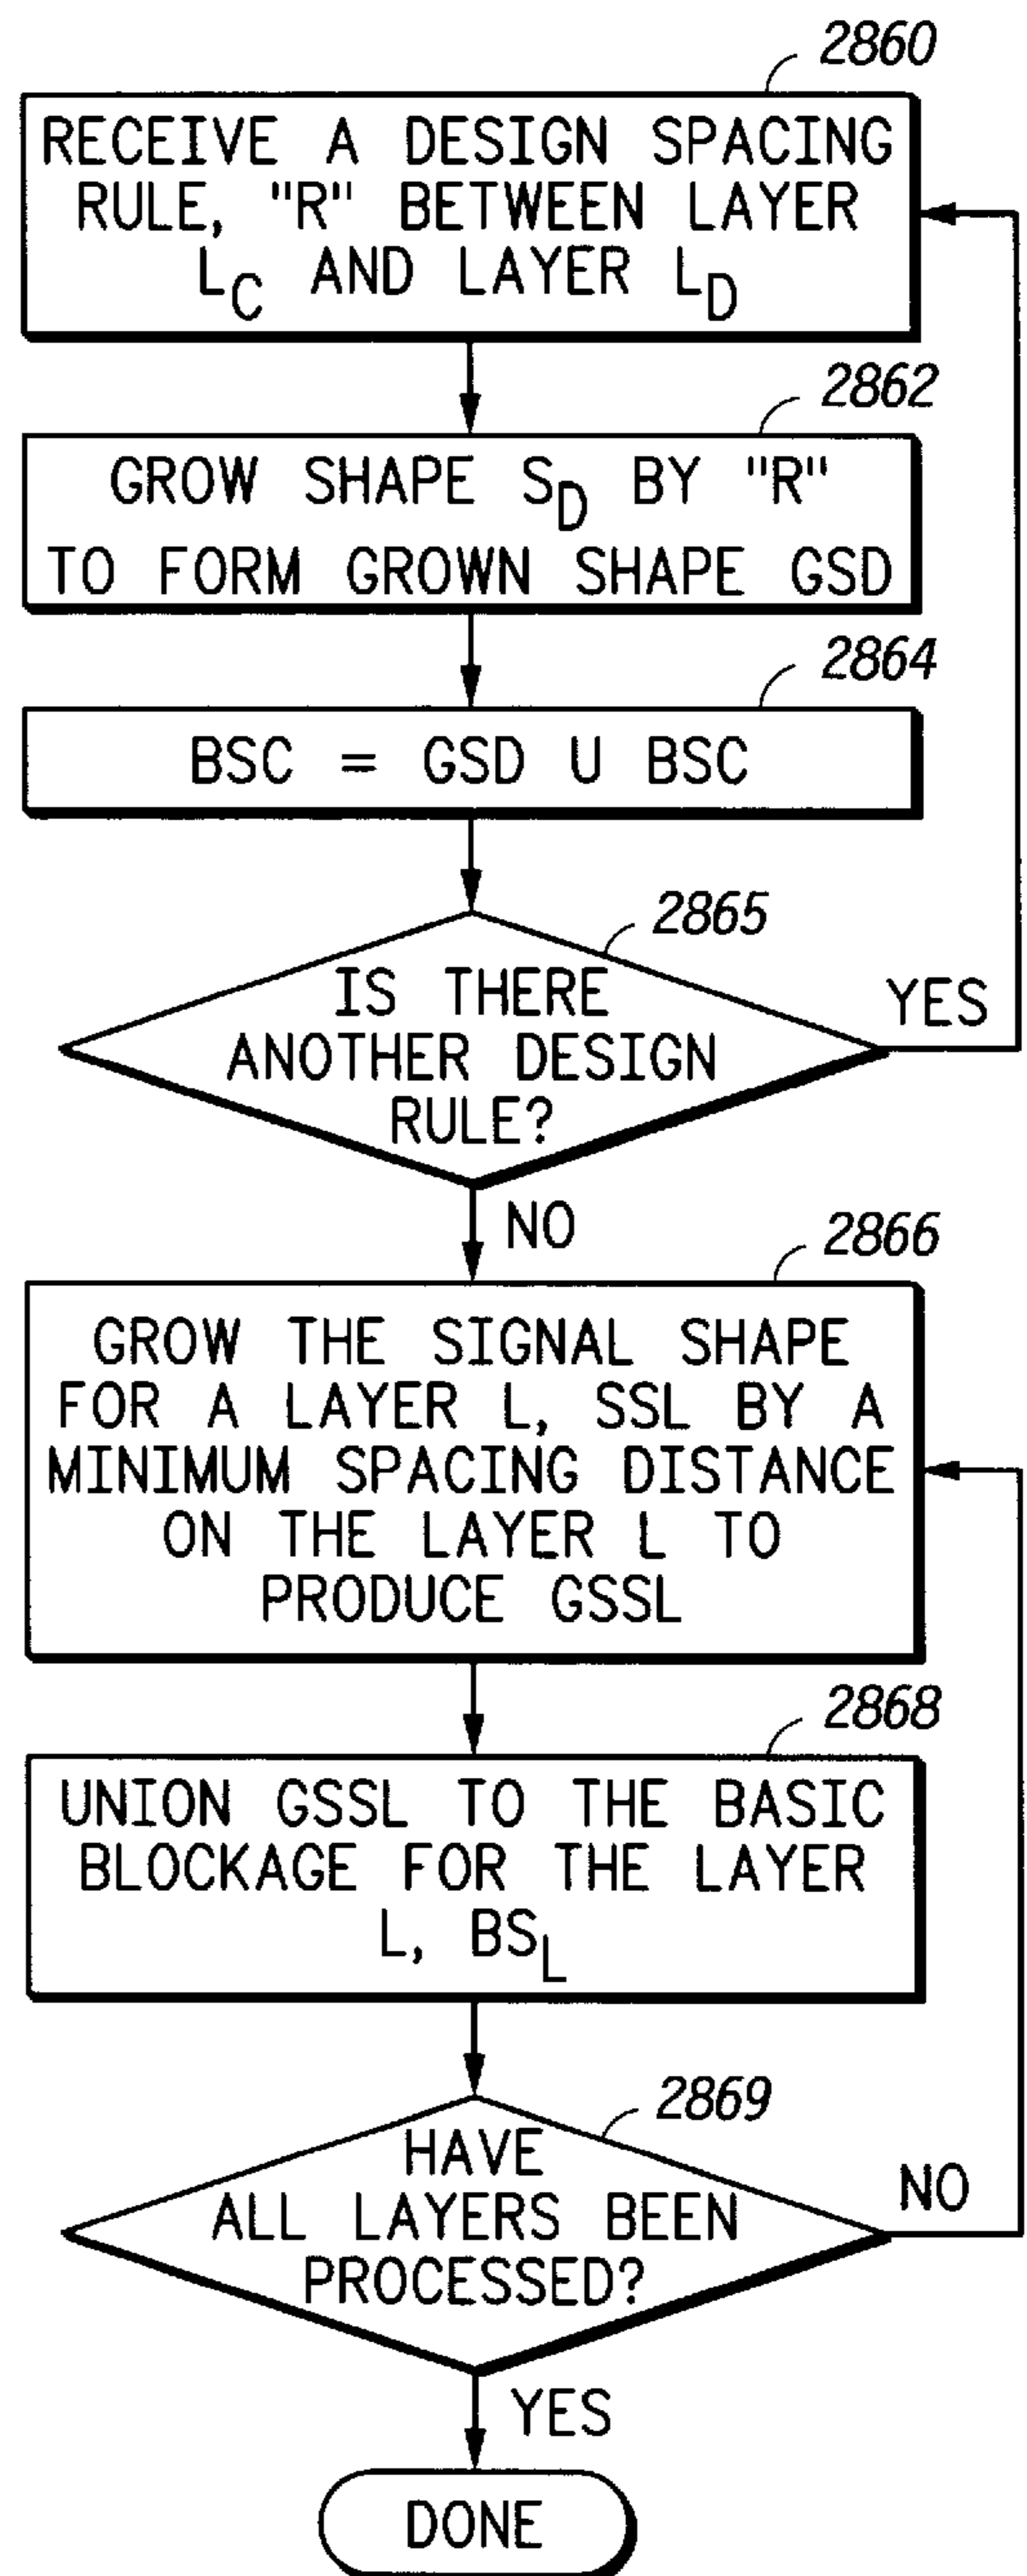 2860
RECEIVE A DESIGN SPACING
RULE, "R" BETWEEN LAYER
LC AND LAYER LD
2862
GROW SHAPE SD BY "R"
TO FORM GROWN SHAPE GSD
2864
BSC = GSD U BSC
2865
IS THERE
ANOTHER DESIGN
RULE?
YES
NO
2866
GROW THE SIGNAL SHAPE
FOR A LAYER L, SSL BY A
MINIMUM SPACING DISTANCE
ON THE LAYER L TO
PRODUCE GSSL
2868
UNION GSSL TO THE BASIC
BLOCKAGE FOR THE LAYER
L, BSL
2869
HAVE
ALL LAYERS BEEN
PROCESSED?
NO
YES
DONE